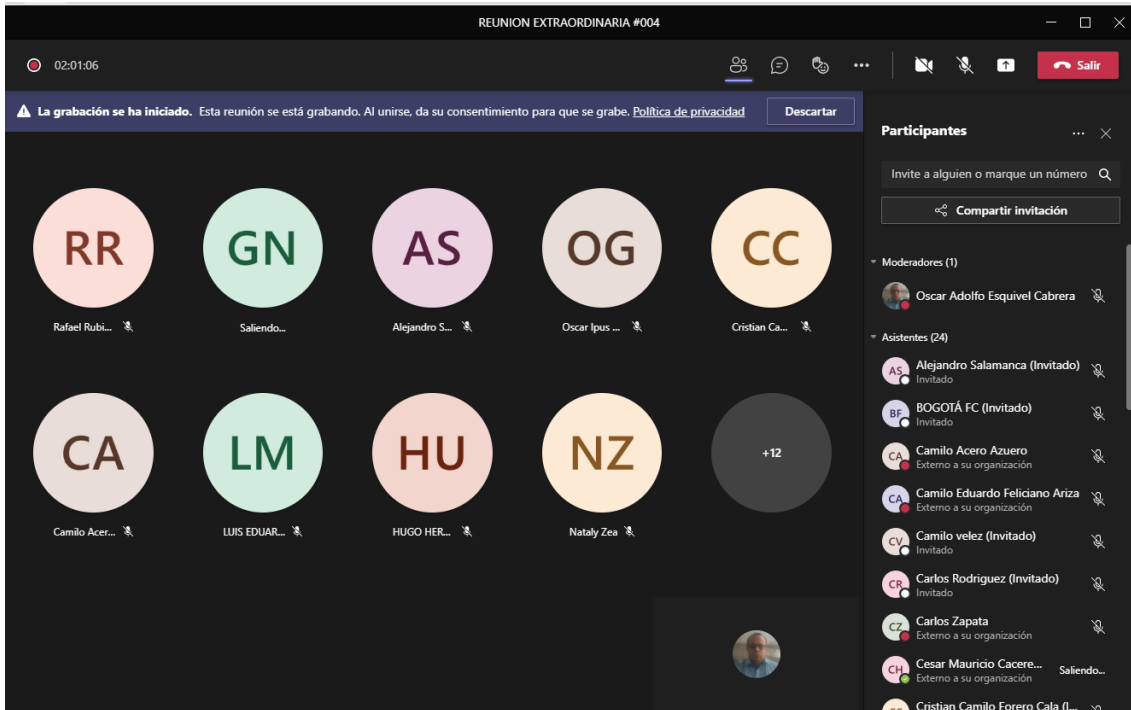 REUNION EXTRAORDINARIA #004
02:01:06
Salir
La grabación se ha iniciado. Esta reunión se está grabando. Al unirse, da su consentimiento para que se grabe. Política de privacidad
Descartar
RR
GN
AS
OG
CC
Rafael Rubi...
Saliendo...
Alejandro S...
Oscar Ipus ...
Cristian Ca...
CA
LM
HU
NZ
+12
Camilo Acer...
LUIS EDUAR...
HUGO HER...
Nataly Zea
Participantes
Invite a alguien o marque un número
Compartir invitación
Moderadores (1)
Oscar Adolfo Esquivel Cabrera
Asistentes (24)
AS
Alejandro Salamanca (Invitado)
Invitado
BF
BOGOTÁ FC (Invitado)
Invitado
CA
Camilo Acero Azuero
Externo a su organización
CA
Camilo Eduardo Feliciano Ariza
Externo a su organización
CV
Camilo velez (Invitado)
Invitado
CR
Carlos Rodriguez (Invitado)
Invitado
CZ
Carlos Zapata
Externo a su organización
CH
Cesar Mauricio Cacere...
Saliendo...
Externo a su organización
CC
Cristian Camilo Forero Cala (I...